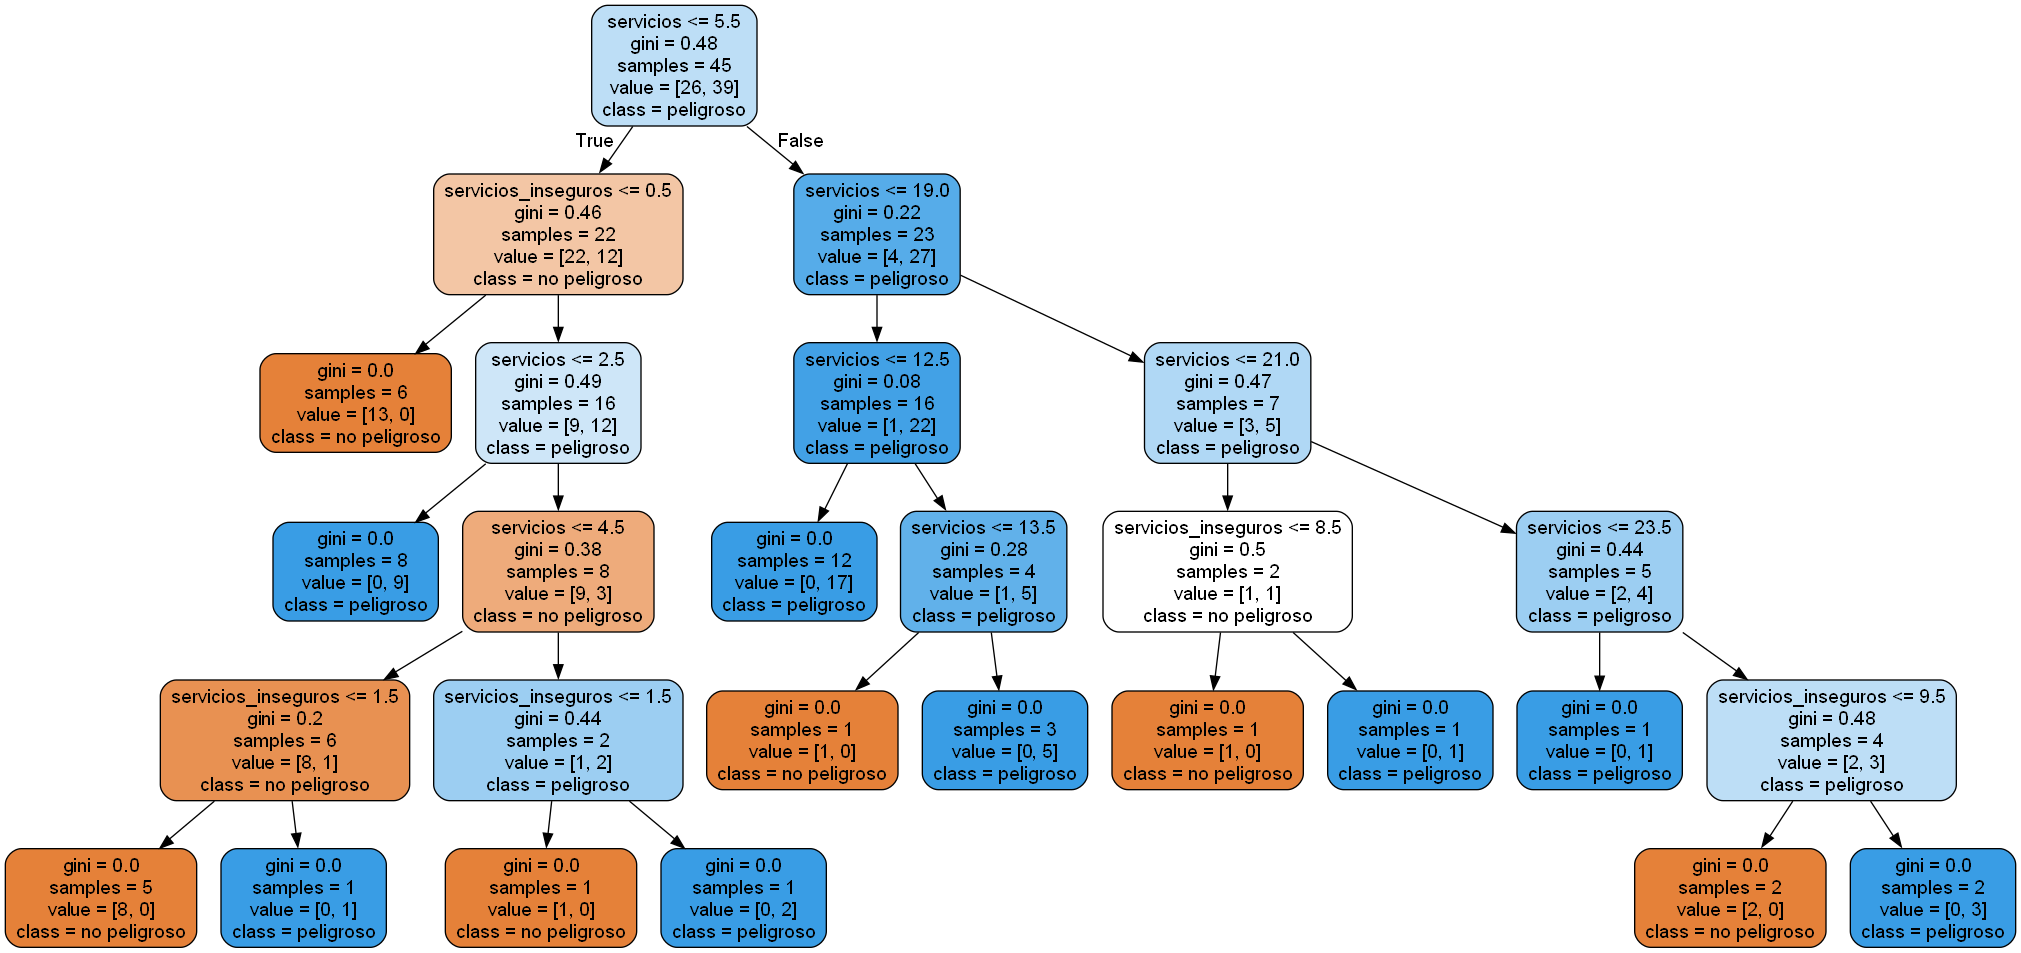 servicios <= 5.5
gini = 0.48
samples = 45
value = [26, 39]
class = peligroso
True
False
servicios_inseguros <= 0.5
gini = 0.46
samples = 22
value = [22, 12]
class = no peligroso
servicios <= 19.0
gini = 0.22
samples = 23
value = [4, 27]
class = peligroso
gini = 0.0
samples = 6
value = [13, 0]
class = no peligroso
servicios <= 2.5
gini = 0.49
samples = 16
value = [9, 12]
class = peligroso
servicios <= 12.5
gini = 0.08
samples = 16
value = [1, 22]
class = peligroso
servicios <= 21.0
gini = 0.47
samples = 7
value = [3, 5]
class = peligroso
gini = 0.0
samples = 8
value = [0, 9]
class = peligroso
servicios <= 4.5
gini = 0.38
samples = 8
value = [9, 3]
class = no peligroso
gini = 0.0
samples = 12
value = [0, 17]
class = peligroso
servicios <= 13.5
gini = 0.28
samples = 4
value = [1, 5]
class = peligroso
servicios_inseguros <= 8.5
gini = 0.5
samples = 2
value = [1, 1]
class = no peligroso
servicios <= 23.5
gini = 0.44
samples = 5
value = [2, 4]
class = peligroso
servicios_inseguros <= 1.5
gini = 0.2
samples = 6
value = [8, 1]
class = no peligroso
servicios_inseguros <= 1.5
gini = 0.44
samples = 2
value = [1, 2]
class = peligroso
gini = 0.0
samples = 1
value = [1, 0]
class = no peligroso
gini = 0.0
samples = 3
value = [0, 5]
class = peligroso
gini = 0.0
samples = 1
value = [1, 0]
class = no peligroso
gini = 0.0
samples = 1
value = [0, 1]
class = peligroso
gini = 0.0
samples = 1
value = [0, 1]
class = peligroso
servicios_inseguros <= 9.5
gini = 0.48
samples = 4
value = [2, 3]
class = peligroso
gini = 0.0
samples = 5
value = [8, 0]
class = no peligroso
gini = 0.0
samples = 1
value = [0, 1]
class = peligroso
gini = 0.0
samples = 1
value = [1, 0]
class = no peligroso
gini = 0.0
samples = 1
value = [0, 2]
class = peligroso
gini = 0.0
samples = 2
value = [2, 0]
class = no peligroso
gini = 0.0
samples = 2
value = [0, 3]
class = peligroso